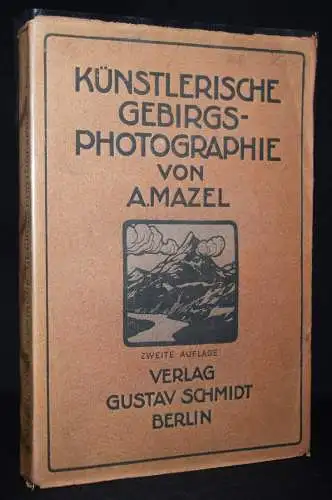 KÜNSTLERISCHE
GEBIRGS-
PHOTOGRAPHIE
VON
A.MAZEL
ZWEITE AUFLAGE
VERLAG
GUSTAV SCHMIDT
BERLIN